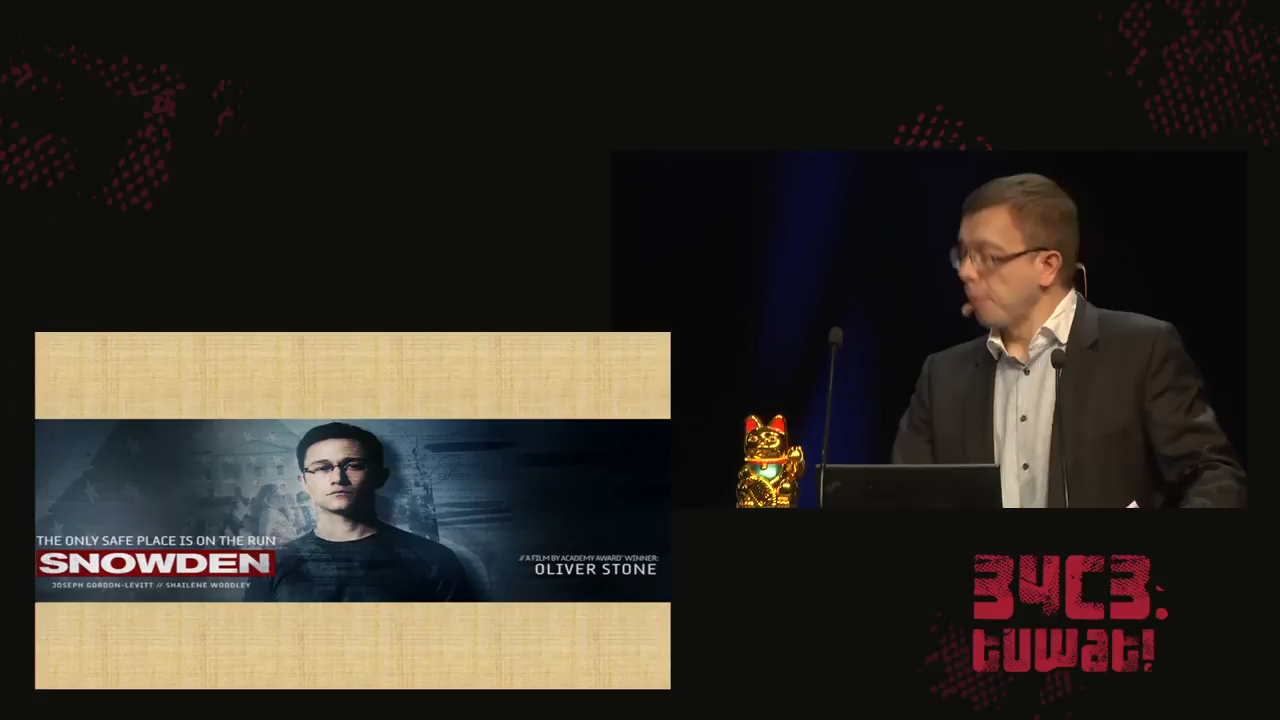 THE ONLY SAFE PLACE IS ON THE RUN
SNOWDEN
JOSEPH GORDON-LEVITT // SHAILENE WOODLEY
// A FILM BY ACADEMY AWARD® WINNER:
OLIVER STONE
34C3.
tuwat!